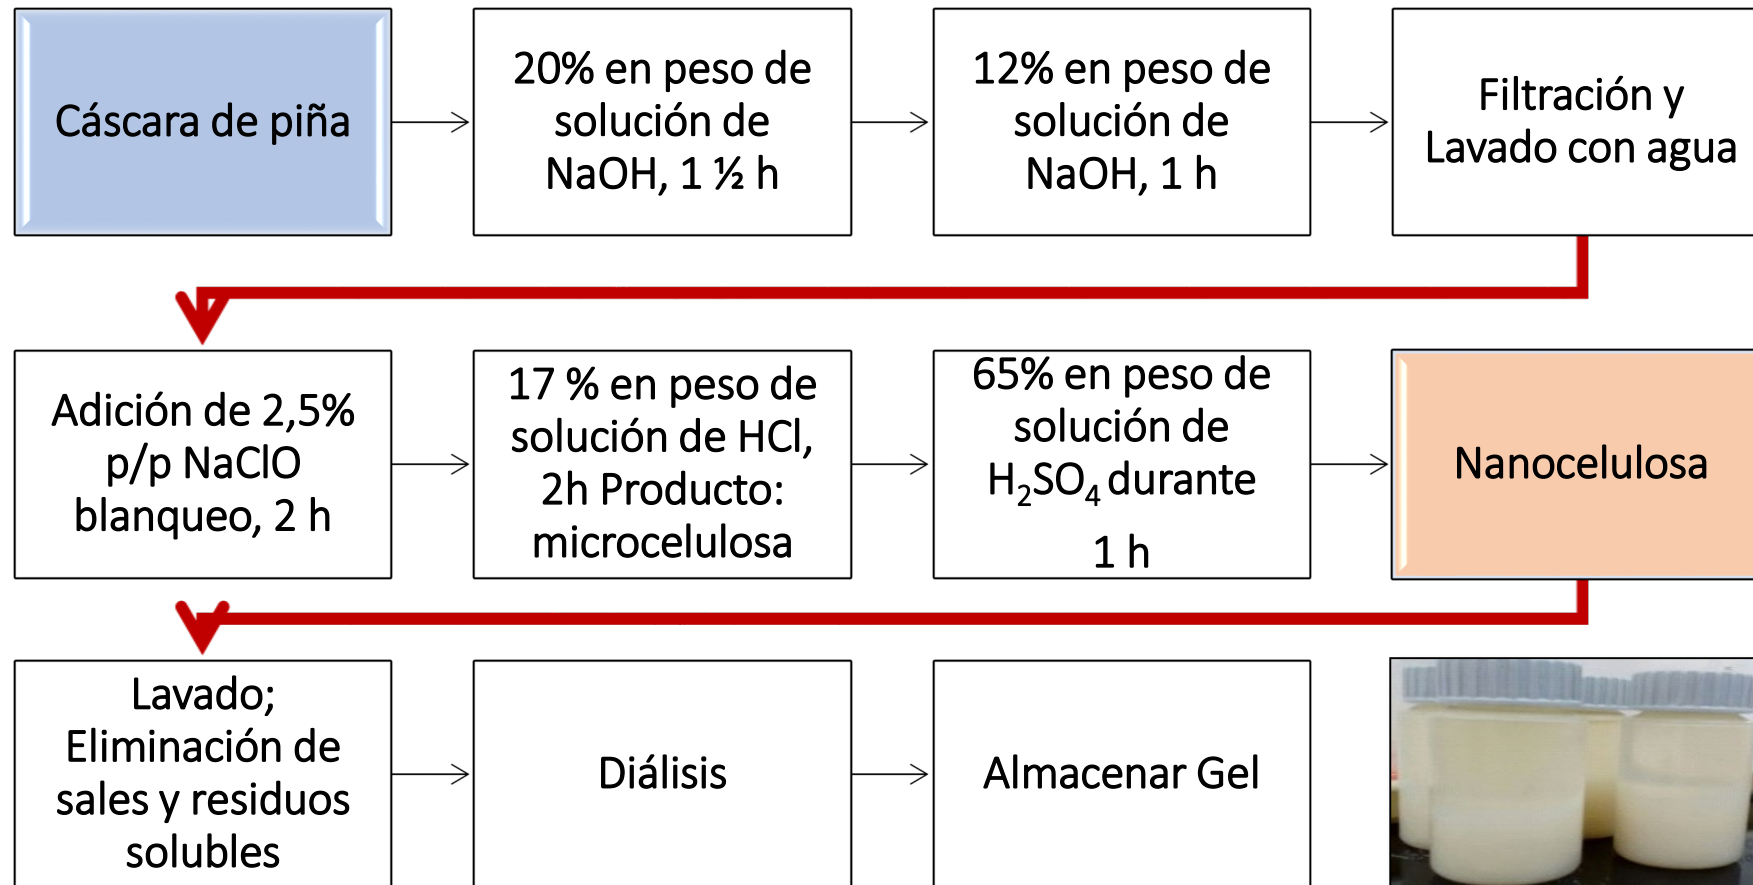 Cáscara de piña
20% en peso de
solución de
NaOH, 1 ½ h
12% en peso de
solución de
NaOH, 1 h
Filtración y
Lavado con agua
Adición de 2,5%
p/p NaClO
blanqueo, 2 h
17 % en peso de
solución de HCl,
2h Producto:
microcelulosa
65% en peso de
solución de
H₂SO₄ durante
1 h
Nanocelulosa
Lavado;
Eliminación de
sales y residuos
solubles
Diálisis
Almacenar Gel